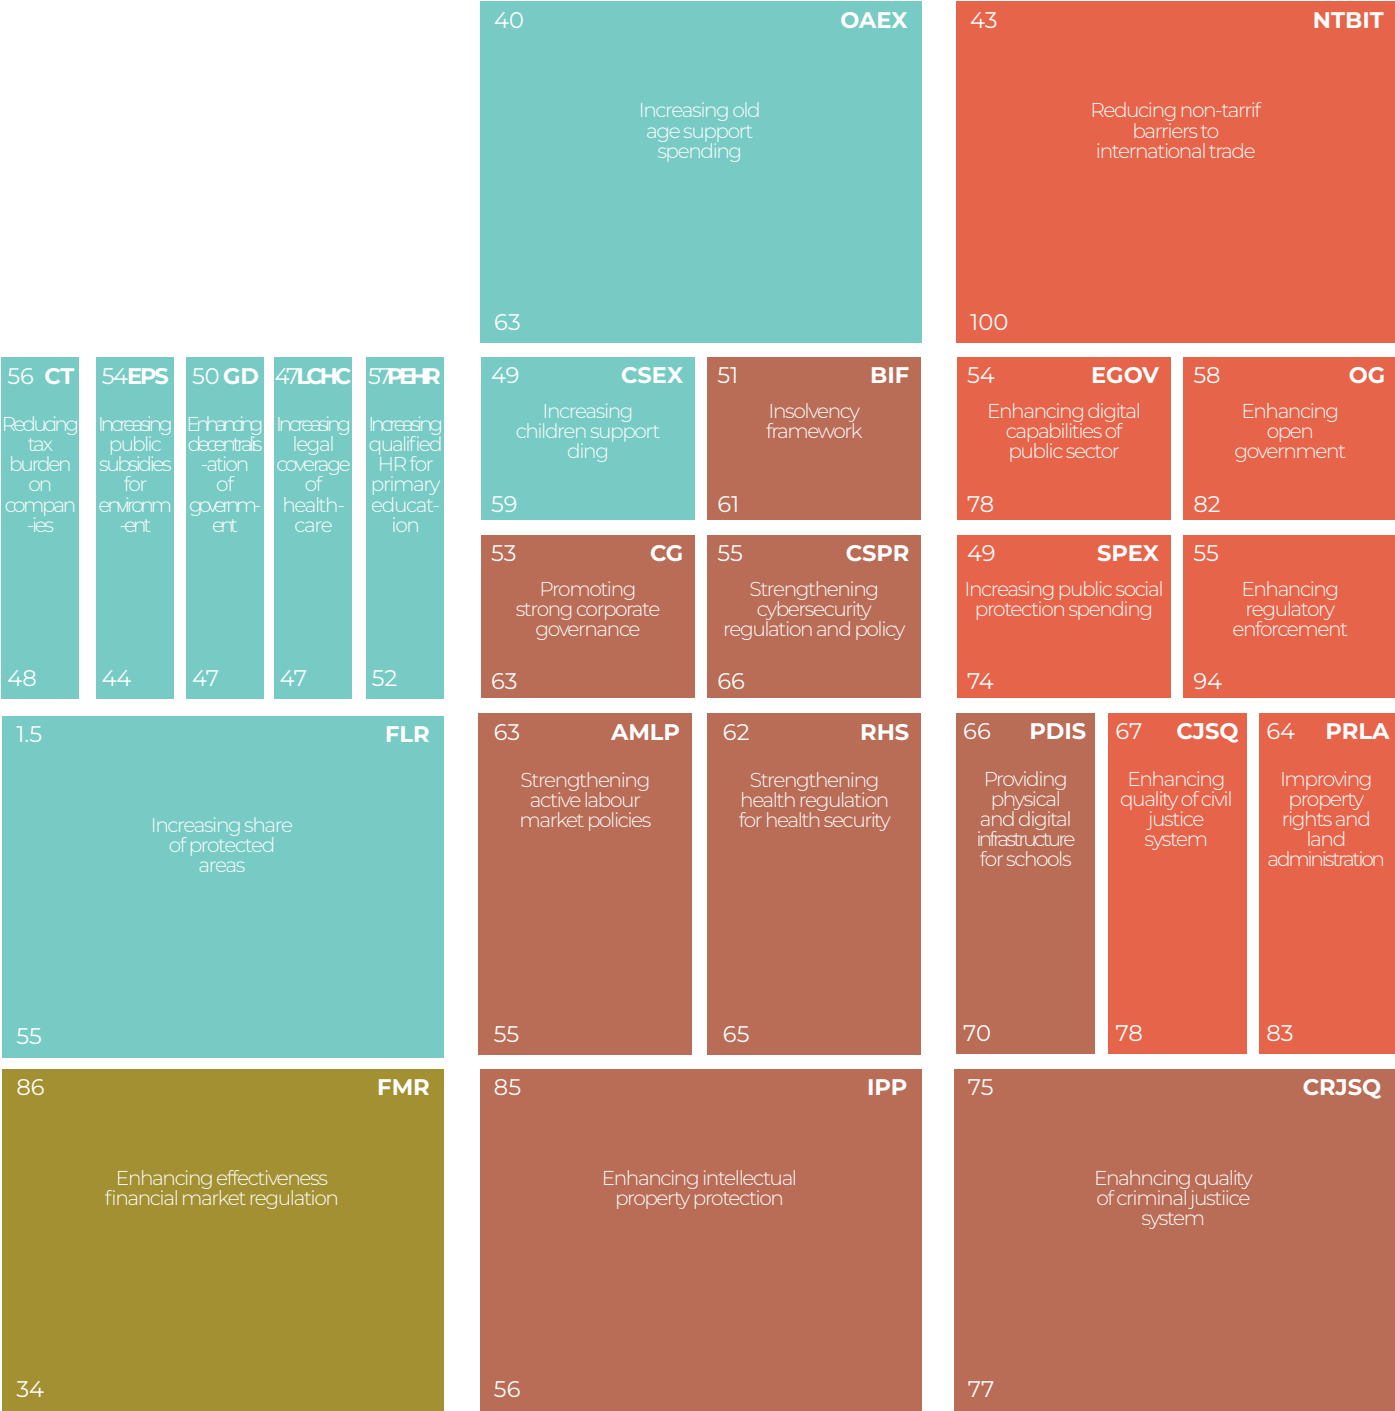 40 OAEX
Increasing old
age support
spending
63
43 NTBIT
Reducing non-tarrif
barriers to
international trade
100
56 CT
Reducing
tax
burden
on
compan
-ies
48
54 EPS
Increasing
public
subsidies
for
environm
-ent
44
50 GD
Enhancing
decentralis
-ation
of
governm-
ent
47
47 LCHC
Increasing
legal
coverage
of
health-
care
47
57 PEHR
Increasing
qualified
HR for
primary
educat-
ion
52
49 CSEX
Increasing
children support
ding
59
51 BIF
Insolvency
framework
61
54 EGOV
Enhancing digital
capabilities of
public sector
78
58 OG
Enhancing
open
government
82
53 CG
Promoting
strong corporate
governance
63
55 CSPR
Strengthening
cybersecurity
regulation and policy
66
49 SPEX
Increasing public social
protection spending
74
55
Enhancing
regulatory
enforcement
94
1.5 FLR
Increasing share
of protected
areas
55
63 AMLP
Strengthening
active labour
market policies
55
62 RHS
Strengthening
health regulation
for health security
65
66 PDIS
Providing
physical
and digital
infrastructure
for schools
70
67 CJSQ
Enhancing
quality of civil
justice
system
78
64 PRLA
Improving
property
rights and
land
administration
83
86 FMR
Enhancing effectiveness
financial market regulation
34
85 IPP
Enhancing intellectual
property protection
56
75 CRJSQ
Enahncing quality
of criminal justiice
system
77